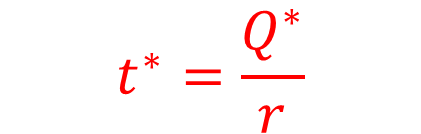 t* = Q* / r